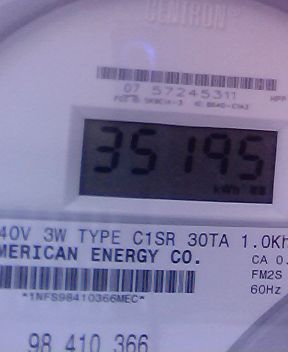 CENTRON
07 57245311
35195
kWh
40V 3W TYPE C1SR 30TA 1.0Kh
MERICAN ENERGY CO.
CA 0.
FM2S
60Hz
*1NFS98410366MEC*
98 410 366